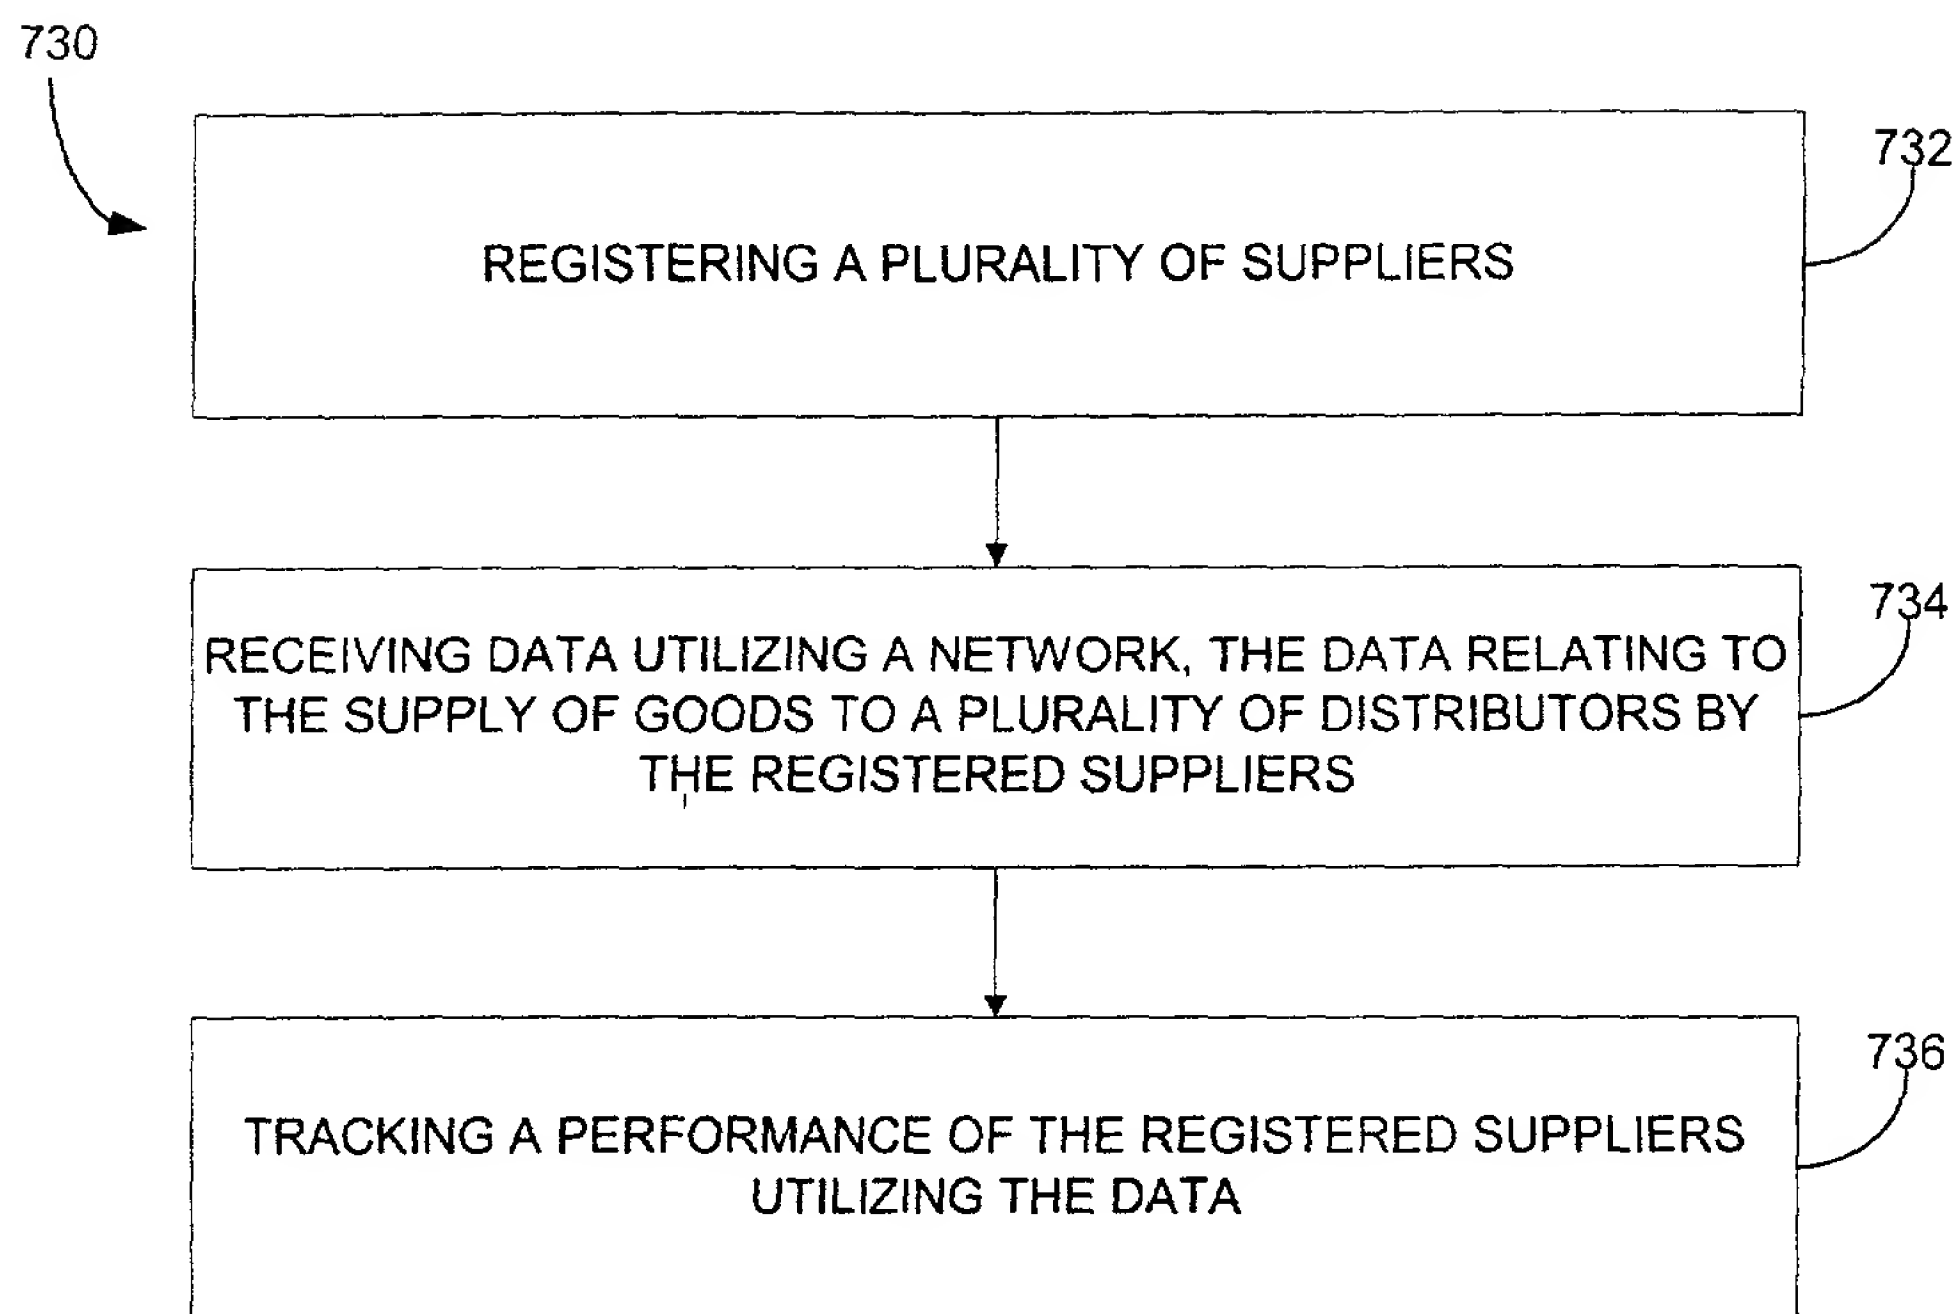 730
732
REGISTERING A PLURALITY OF SUPPLIERS
734
RECEIVING DATA UTILIZING A NETWORK, THE DATA RELATING TO
THE SUPPLY OF GOODS TO A PLURALITY OF DISTRIBUTORS BY
THE REGISTERED SUPPLIERS
736
TRACKING A PERFORMANCE OF THE REGISTERED SUPPLIERS
UTILIZING THE DATA